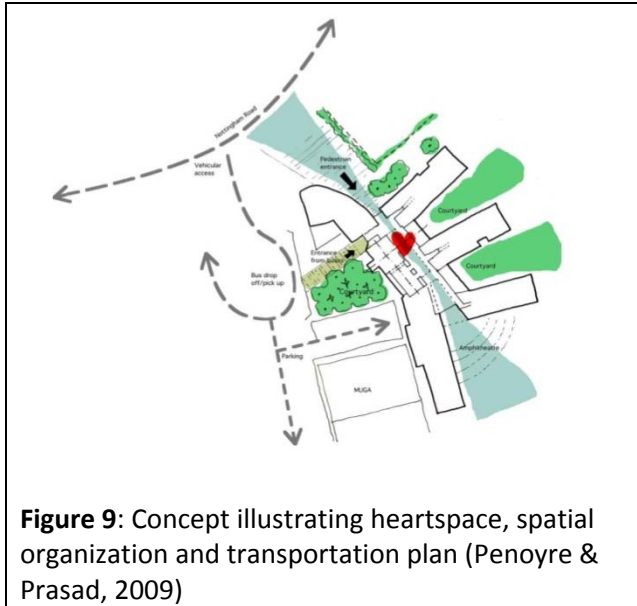 Nottingham Road
Vehicular
access
Pedestrian
entrance
Courtyard
Entrance
from buses
Courtyard
Bus drop
off/pick up
Courtyard
Parking
Amphitheatre
MUGA
Figure 9: Concept illustrating heartspace, spatial
organization and transportation plan (Penoyre &
Prasad, 2009)